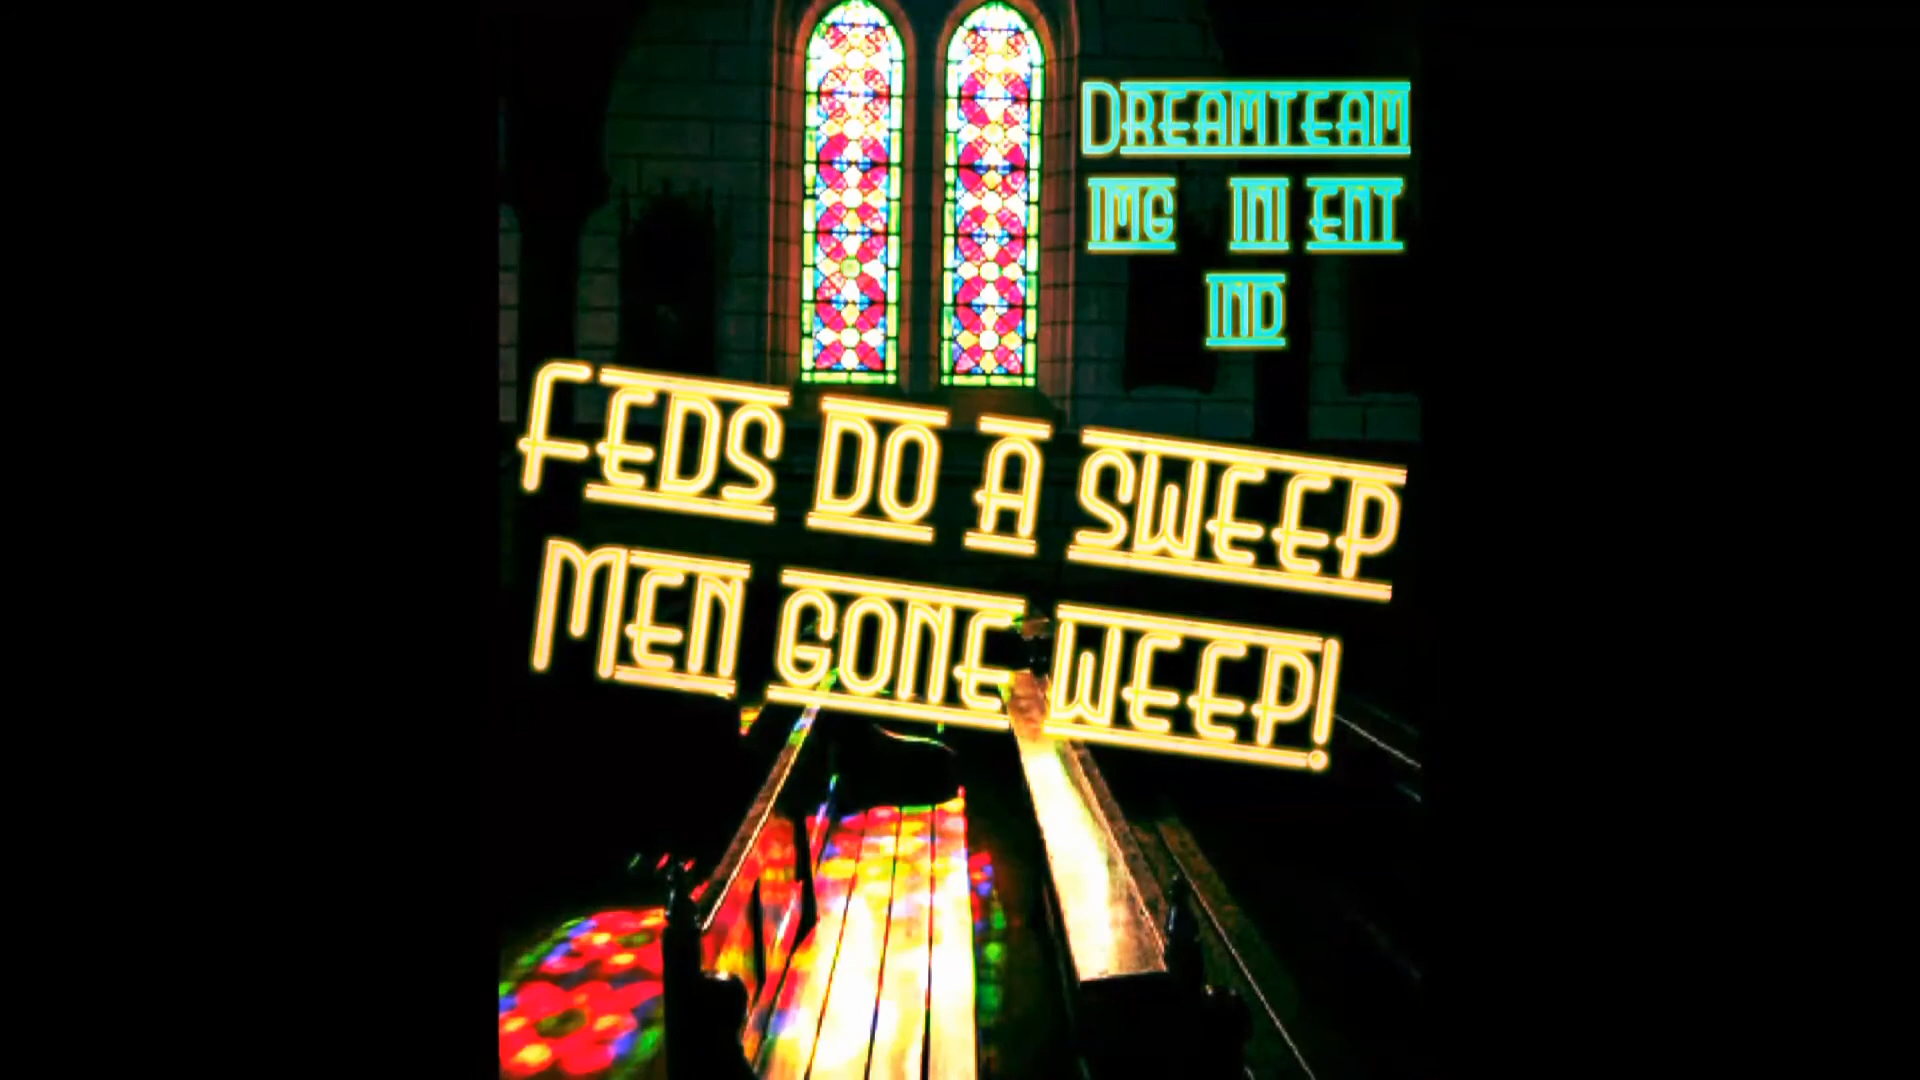 Dreamteam
img in ent
ind
Feds do a sweep
Men gone weep!